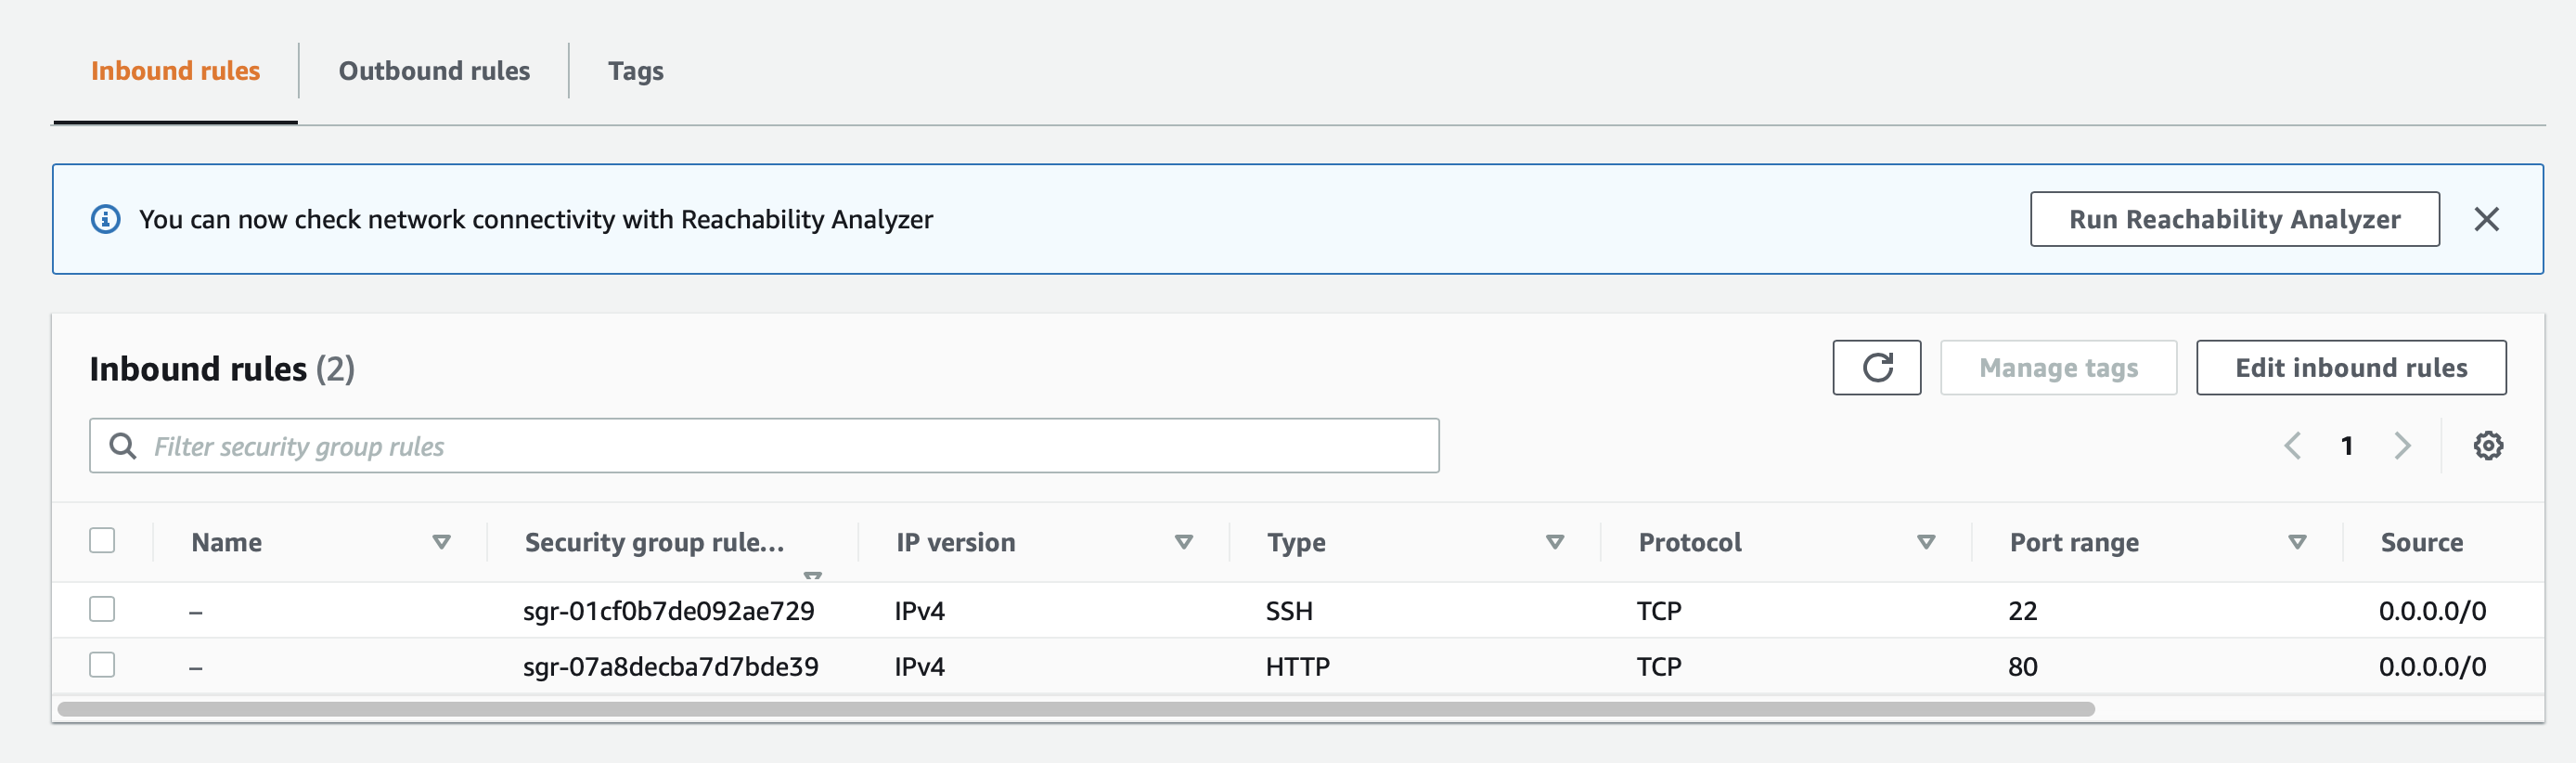 Inbound rules Outbound rules Tags
You can now check network connectivity with Reachability Analyzer Run Reachability Analyzer
Inbound rules (2) Manage tags Edit inbound rules
Filter security group rules 1
Name Security group rule... IP version Type Protocol Port range Source
– sgr-01cf0b7de092ae729 IPv4 SSH TCP 22 0.0.0.0/0
– sgr-07a8decba7d7bde39 IPv4 HTTP TCP 80 0.0.0.0/0